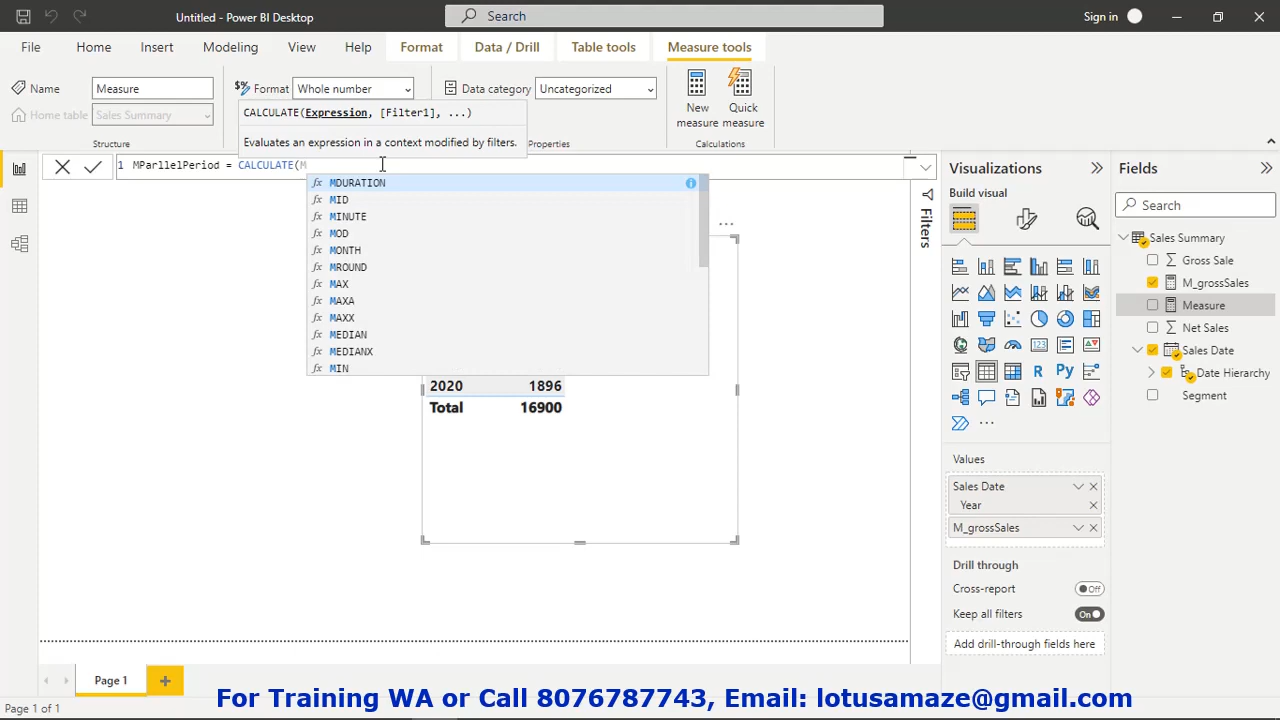 Untitled - Power BI Desktop
Search
Sign in
File
Home
Insert
Modeling
View
Help
Format
Data / Drill
Table tools
Measure tools
Name
Measure
Home table
Sales Summary
Structure
Format
Whole number
Data category
Uncategorized
Properties
New measure
Quick measure
Calculations
CALCULATE(Expression, [Filter1], ...)
Evaluates an expression in a context modified by filters.
1 MParllelPeriod = CALCULATE(M
MDURATION
MID
MINUTE
MOD
MONTH
MROUND
MAX
MAXA
MAXX
MEDIAN
MEDIANX
MIN
2020 1896
Total 16900
Filters
Visualizations
Build visual
Values
Sales Date
Year
M_grossSales
Drill through
Cross-report
Off
Keep all filters
On
Add drill-through fields here
Fields
Search
Sales Summary
Gross Sale
M_grossSales
Measure
Net Sales
Sales Date
Date Hierarchy
Segment
Page 1
Page 1 of 1
For Training WA or Call 8076787743, Email: lotusamaze@gmail.com